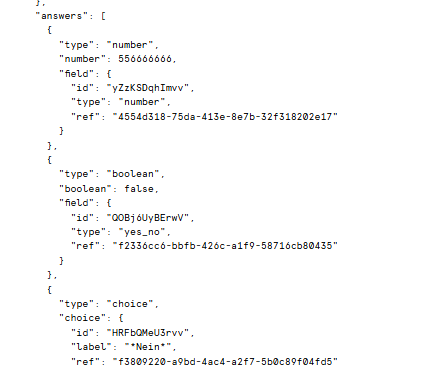 },
"answers": [
{
"type": "number",
"number": 556666666,
"field": {
"id": "yZzKSDqhImvv",
"type": "number",
"ref": "4554d318-75da-413e-8e7b-32f318202e17"
}
},
{
"type": "boolean",
"boolean": false,
"field": {
"id": "QOBj6UyBErwV",
"type": "yes_no",
"ref": "f2336cc6-bbfb-426c-a1f9-58716cb80435"
}
},
{
"type": "choice",
"choice": {
"id": "HRFbQMeU3rvv",
"label": "*Nein*",
"ref": "f3809220-a9bd-4ac4-a2f7-5b0c89f04fd5"